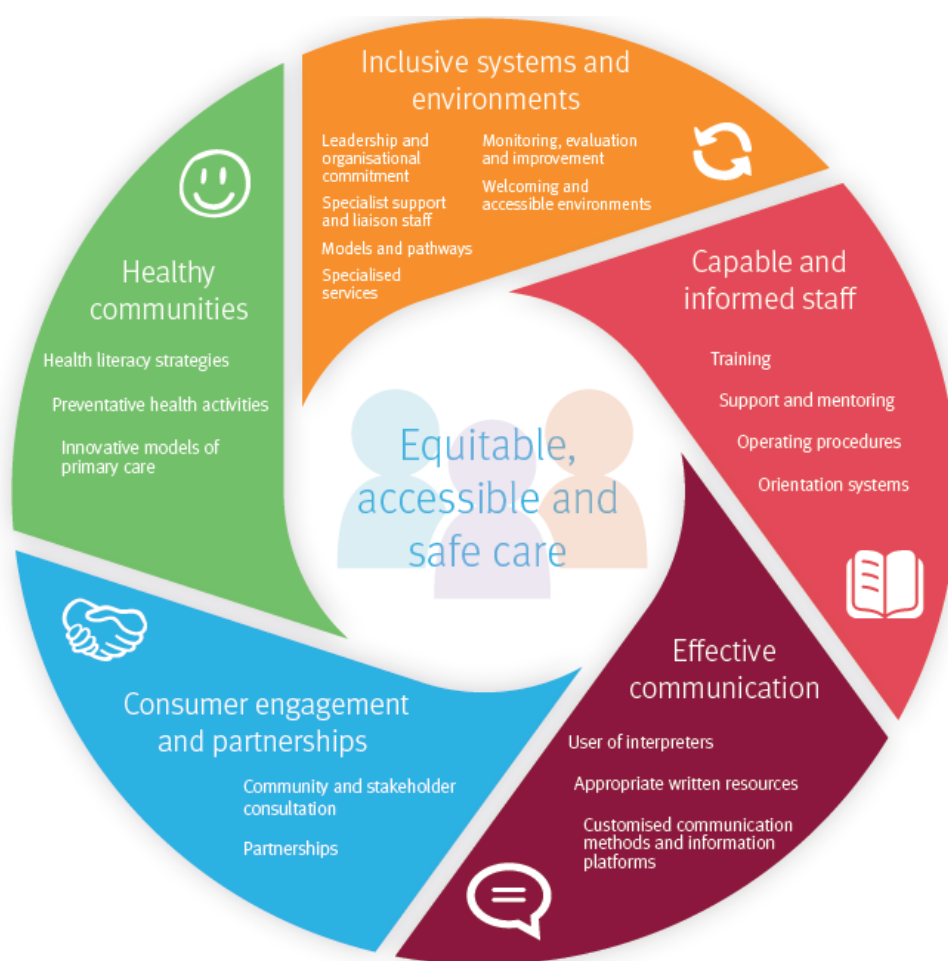 Inclusive systems and
environments
Leadership and
organisational
commitment
Specialist support
and liaison staff
Models and pathways
Specialised
services
Monitoring, evaluation
and improvement
Welcoming and
accessible environments
Capable and
informed staff
Training
Support and mentoring
Operating procedures
Orientation systems
Effective
communication
User of interpreters
Appropriate written resources
Customised communication
methods and information
platforms
Consumer engagement
and partnerships
Community and stakeholder
consultation
Partnerships
Healthy
communities
Health literacy strategies
Preventative health activities
Innovative models of
primary care
Equitable,
accessible and
safe care